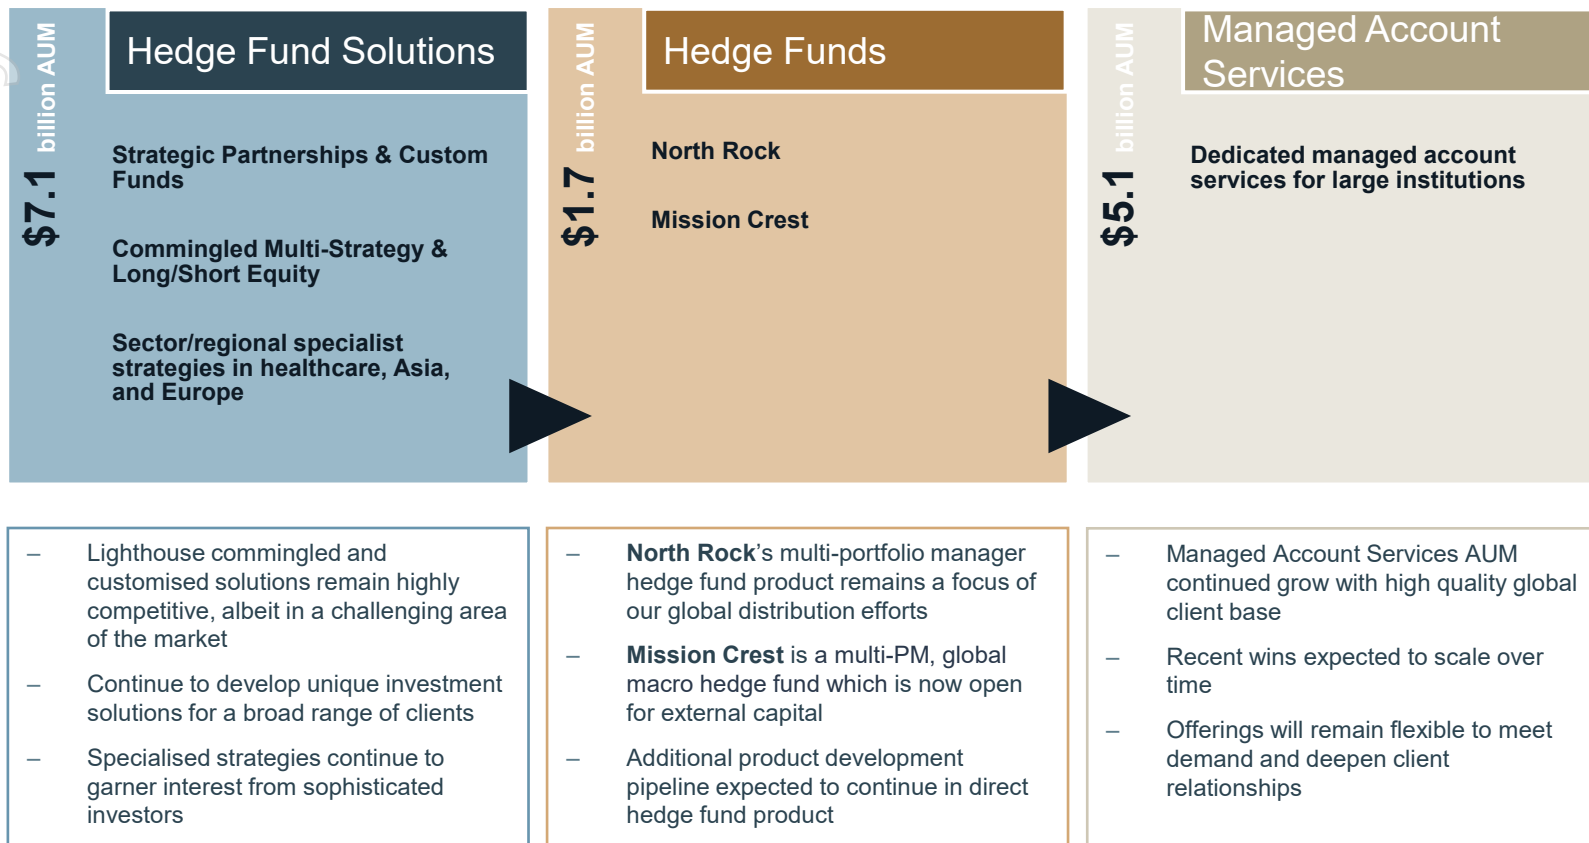 $7.1 billion AUM
Hedge Fund Solutions
Strategic Partnerships & Custom
Funds
Commingled Multi-Strategy &
Long/Short Equity
Sector/regional specialist
strategies in healthcare, Asia,
and Europe
$1.7 billion AUM
Hedge Funds
North Rock
Mission Crest
$5.1 billion AUM
Managed Account
Services
Dedicated managed account
services for large institutions
– Lighthouse commingled and
customised solutions remain highly
competitive, albeit in a challenging area
of the market
– Continue to develop unique investment
solutions for a broad range of clients
– Specialised strategies continue to
garner interest from sophisticated
investors
– North Rock’s multi-portfolio manager
hedge fund product remains a focus of
our global distribution efforts
– Mission Crest is a multi-PM, global
macro hedge fund which is now open
for external capital
– Additional product development
pipeline expected to continue in direct
hedge fund product
– Managed Account Services AUM
continued grow with high quality global
client base
– Recent wins expected to scale over
time
– Offerings will remain flexible to meet
demand and deepen client
relationships